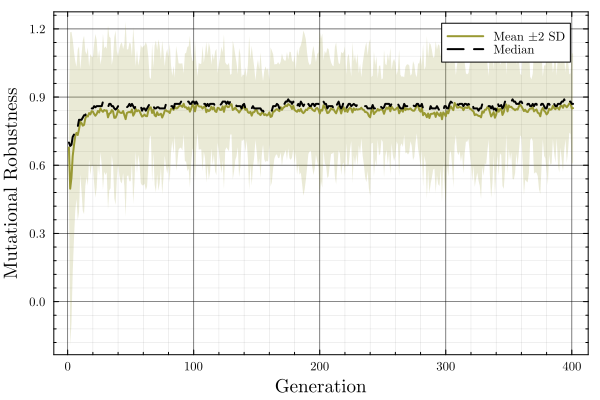 Mean ±2 SD
Median
1.2
0.9
0.6
0.3
0.0
Mutational Robustness
0 100 200 300 400
Generation